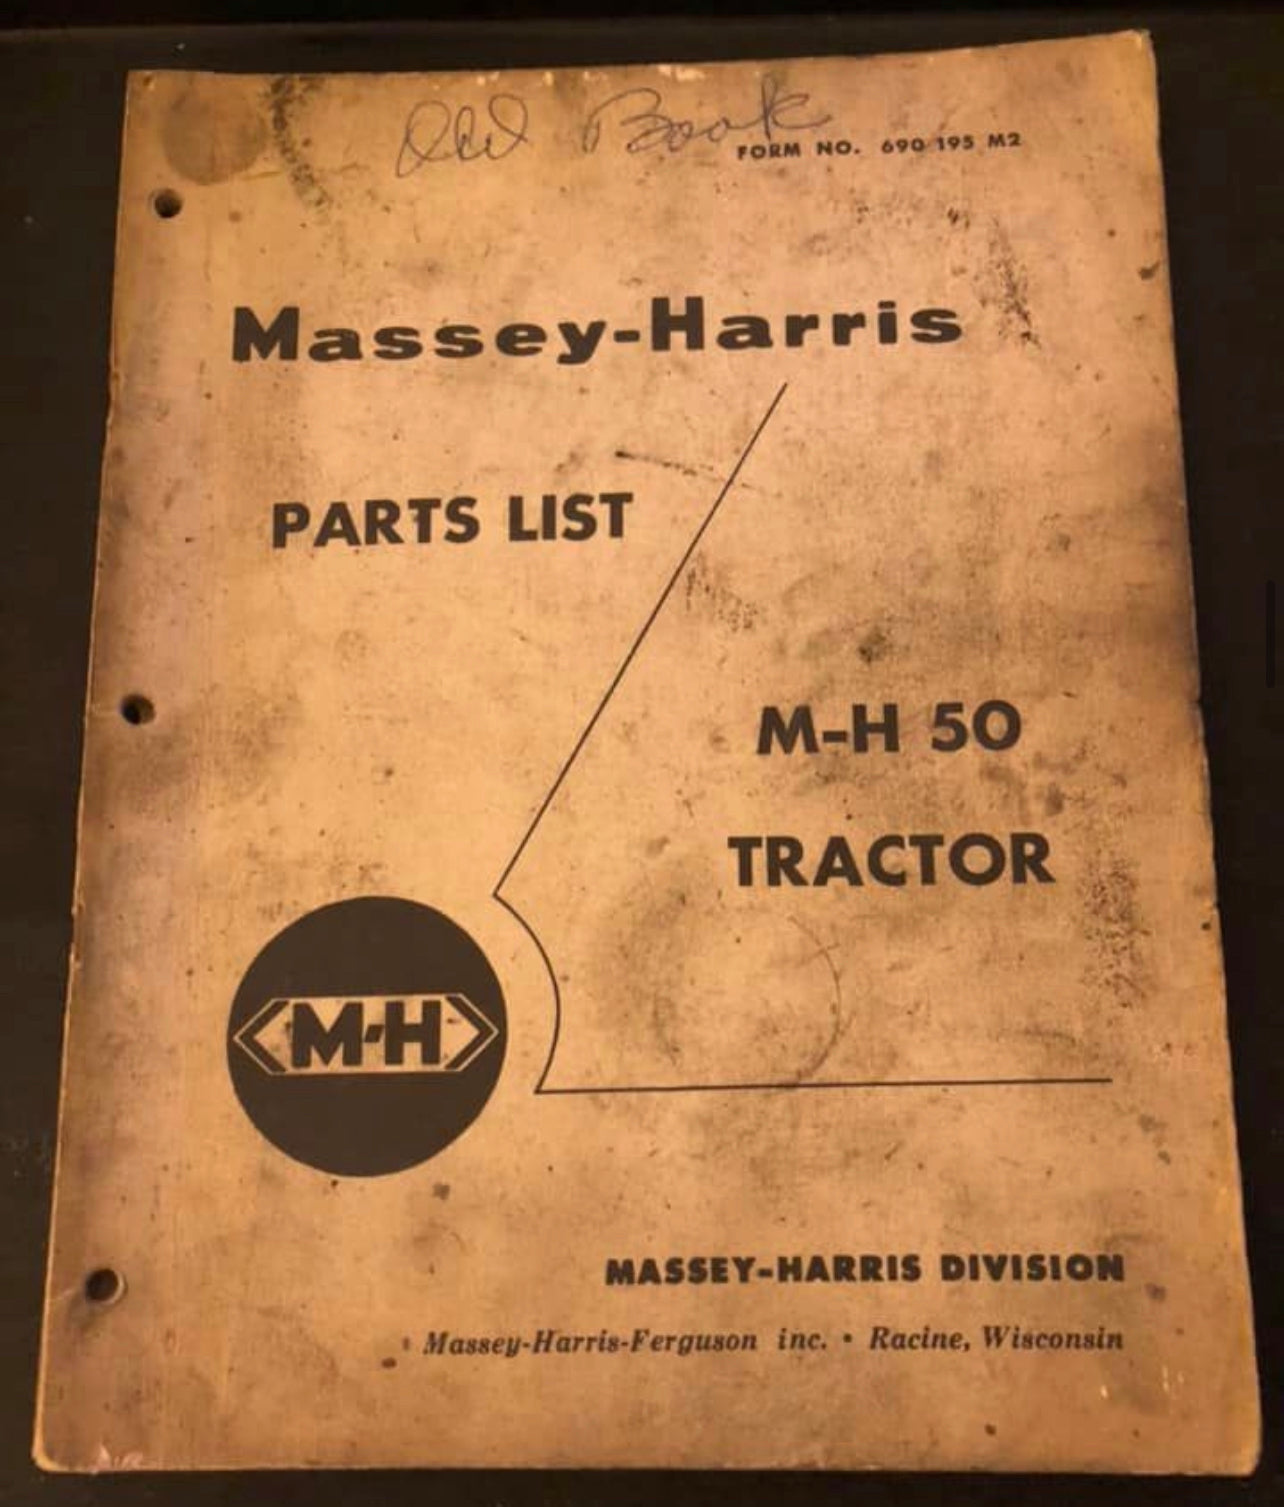 Old Book
FORM NO. 690 195 M2
Massey-Harris
PARTS LIST
M-H 50
TRACTOR
M-H
MASSEY-HARRIS DIVISION
Massey-Harris-Ferguson inc. • Racine, Wisconsin